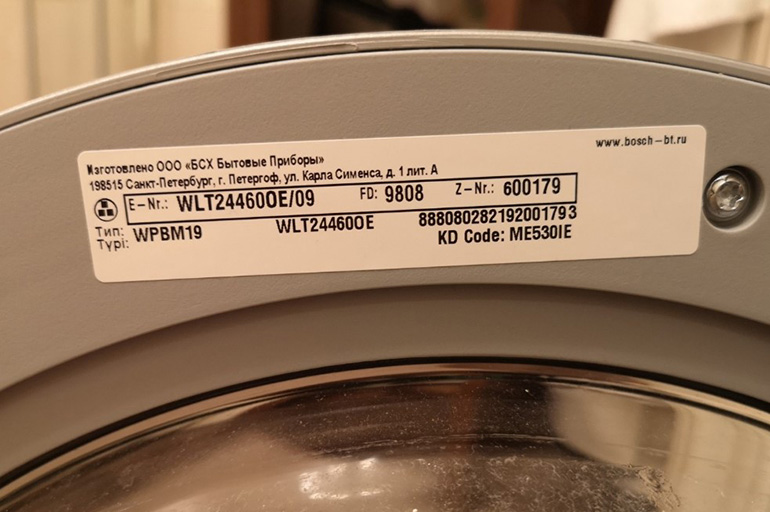 www.bosch-bt.ru
Изготовлено ООО «БСХ Бытовые Приборы»
198515 Санкт-Петербург, г. Петергоф, ул. Карла Сименса, д. 1 лит. А
E-Nr.: WLT24460OE/09 FD: 9808 Z-Nr.: 600179
Тип: WPBM19 WLT24460OE 888080282192001793
Typi: KD Code: ME530IE